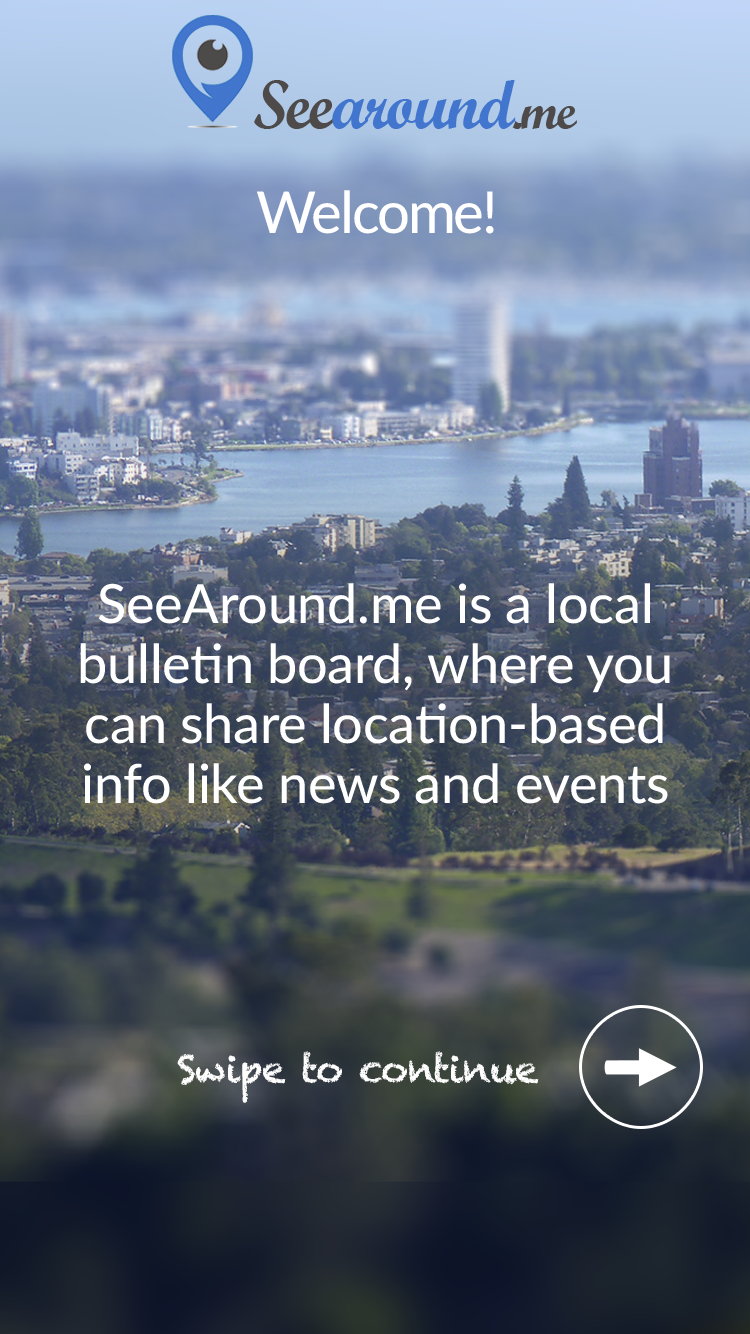 Seearound.me
Welcome!
SeeAround.me is a local
bulletin board, where you
can share location-based
info like news and events
Swipe to continue